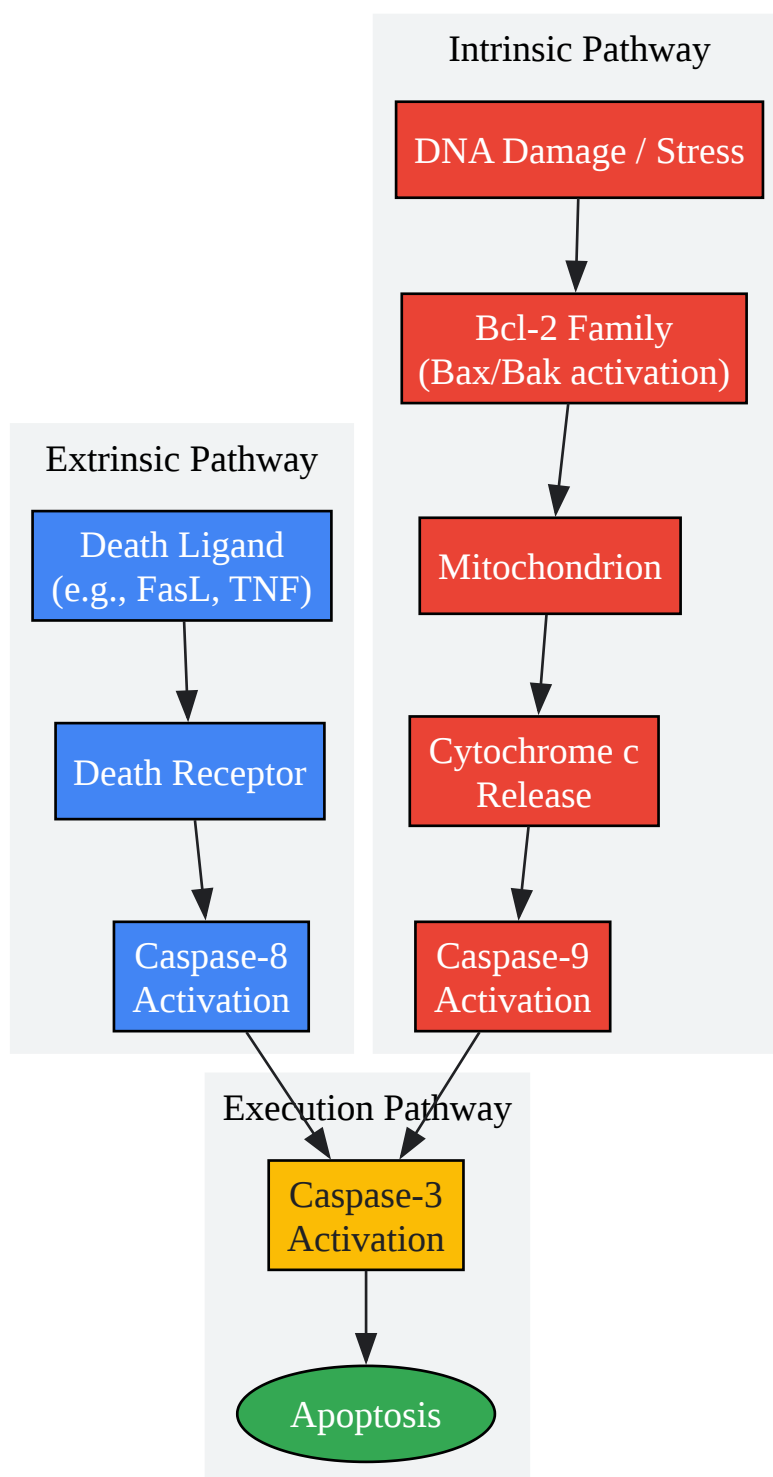 Intrinsic Pathway
DNA Damage / Stress
Bcl-2 Family
(Bax/Bak activation)
Mitochondrion
Cytochrome c
Release
Caspase-9
Activation
Extrinsic Pathway
Death Ligand
(e.g., FasL, TNF)
Death Receptor
Caspase-8
Activation
Execution Pathway
Caspase-3
Activation
Apoptosis